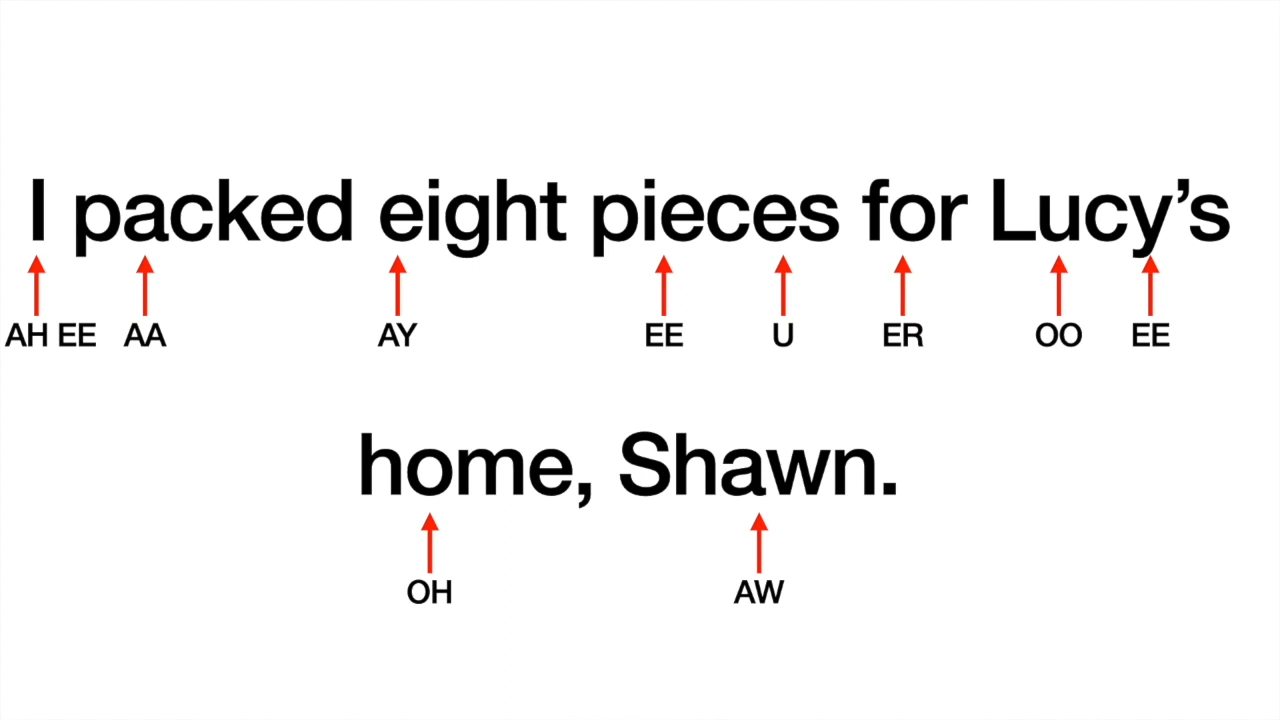 I packed eight pieces for Lucy’s
AH EE AA AY EE U ER OO EE
home, Shawn.
OH AW